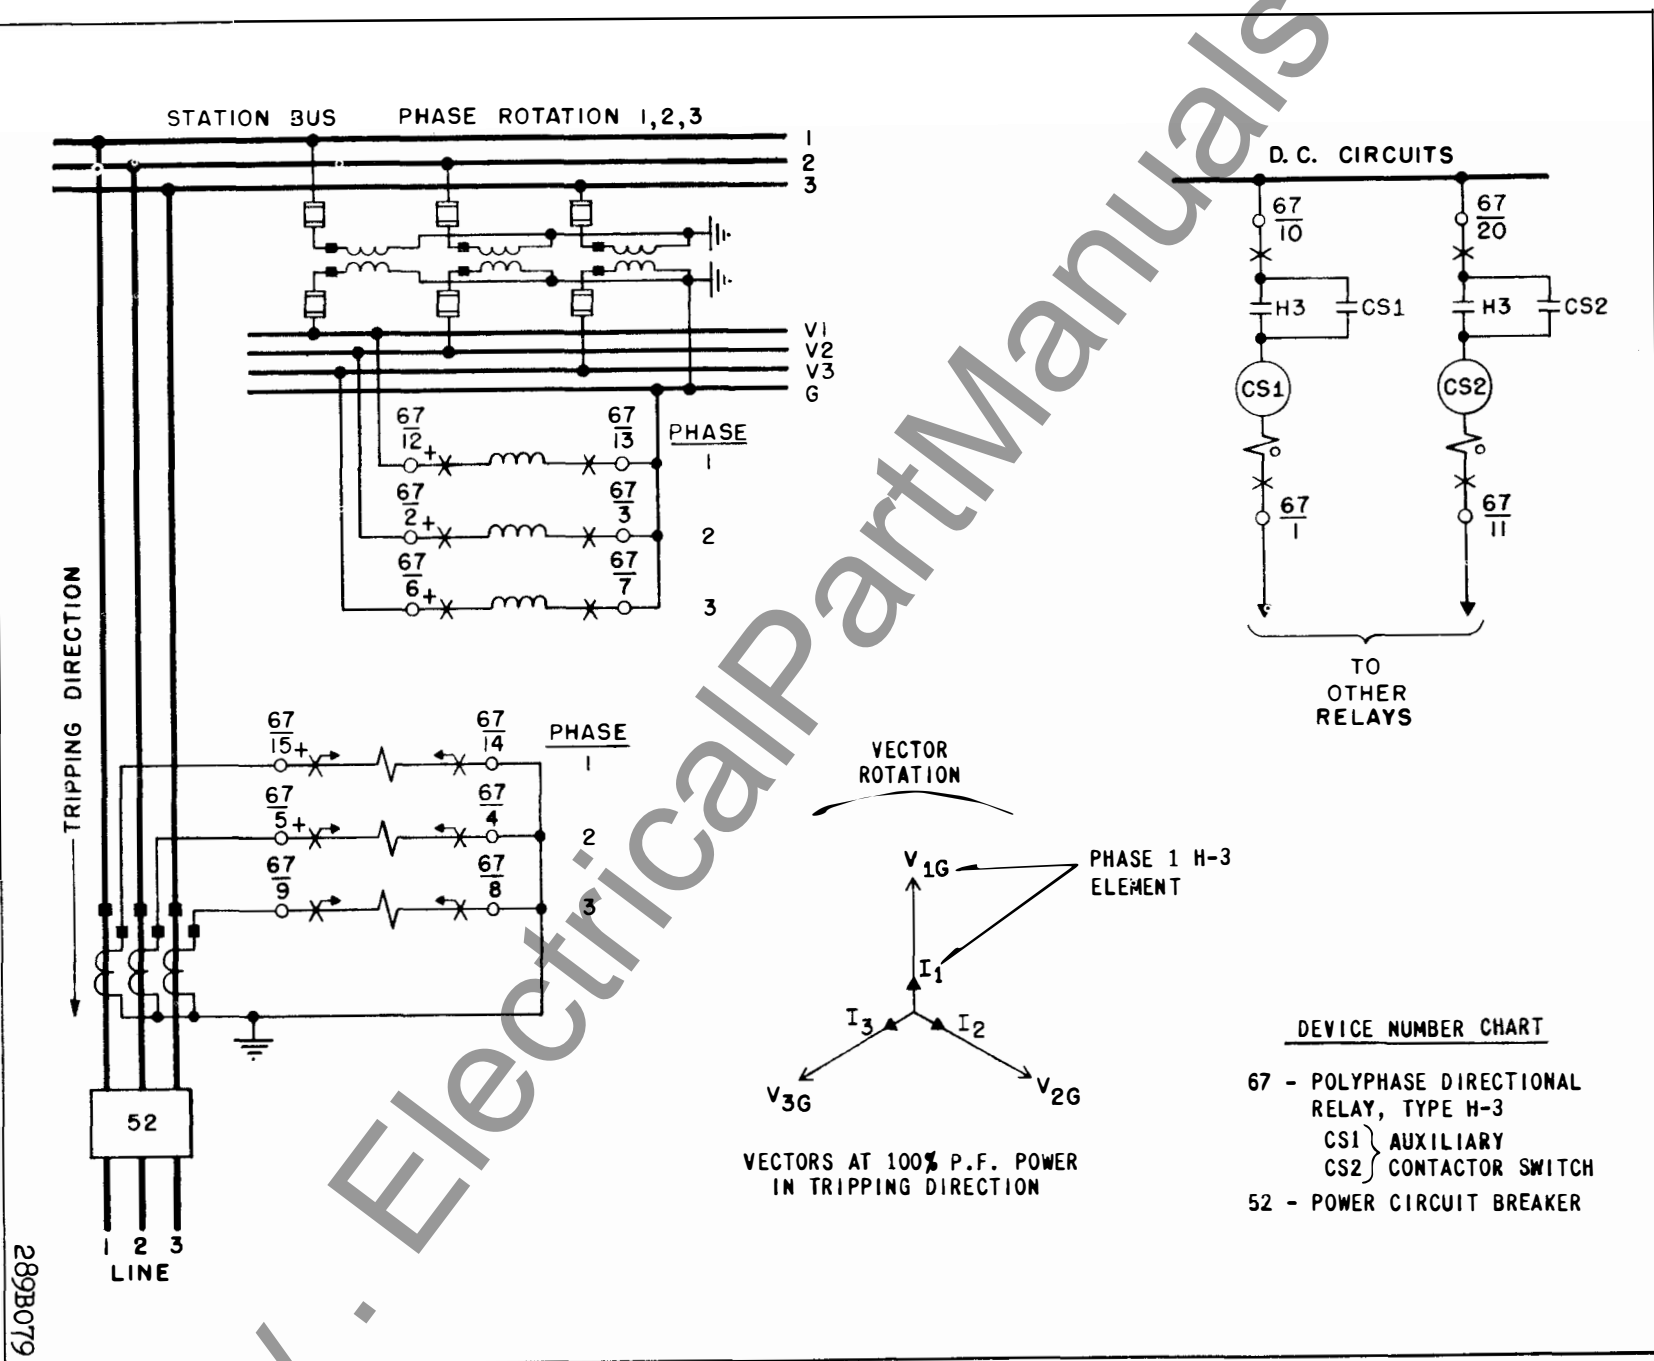 STATION BUS PHASE ROTATION 1,2,3
1
2
3
V1
V2
V3
G
67 12 + 67 13
PHASE
1
67 2 + 67 3
2
67 6 + 67 7
3
TRIPPING DIRECTION
67 15 + 67 14
PHASE
1
67 5 + 67 4
2
67 9 67 8
3
52
1 2 3
LINE
289B079
D.C. CIRCUITS
67 10 67 20
H3 CS1 H3 CS2
CS1 CS2
67 1 67 11
TO
OTHER
RELAYS
VECTOR
ROTATION
V1G
PHASE 1 H-3
ELEMENT
I1
I3 I2
V3G V2G
VECTORS AT 100% P.F. POWER
IN TRIPPING DIRECTION
DEVICE NUMBER CHART
67 - POLYPHASE DIRECTIONAL
RELAY, TYPE H-3
CS1 } AUXILIARY
CS2 } CONTACTOR SWITCH
52 - POWER CIRCUIT BREAKER
. ElectricalPartManuals